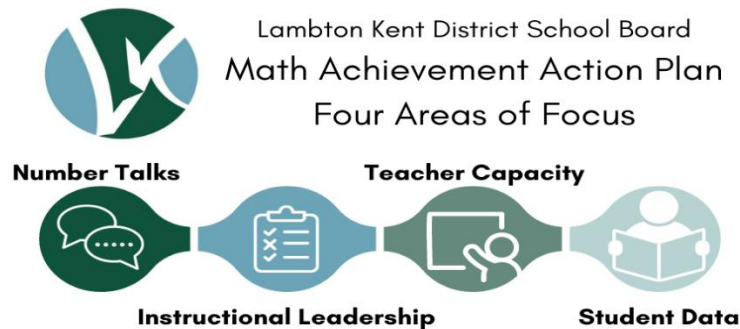 Lambton Kent District School Board
Math Achievement Action Plan
Four Areas of Focus
Number Talks
Teacher Capacity
Instructional Leadership
Student Data